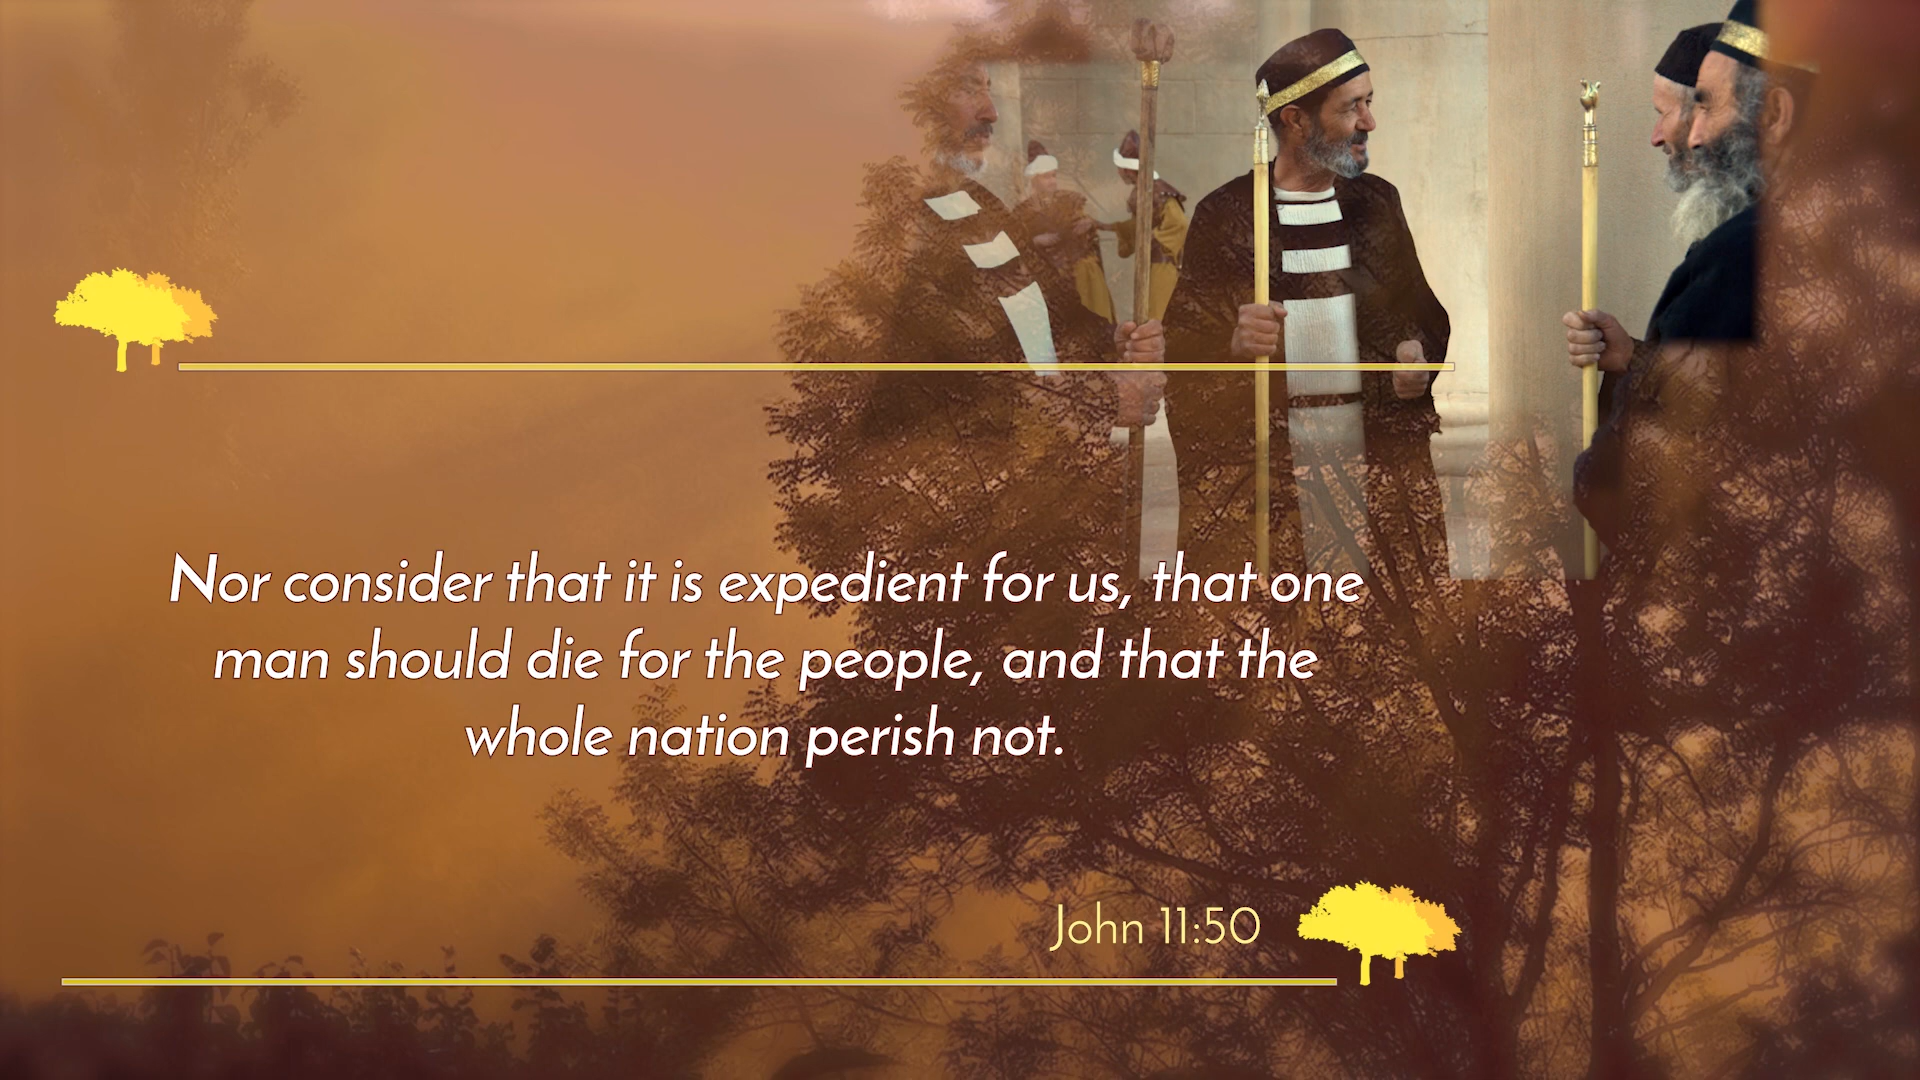 Nor consider that it is expedient for us, that one
man should die for the people, and that the
whole nation perish not.
John 11:50